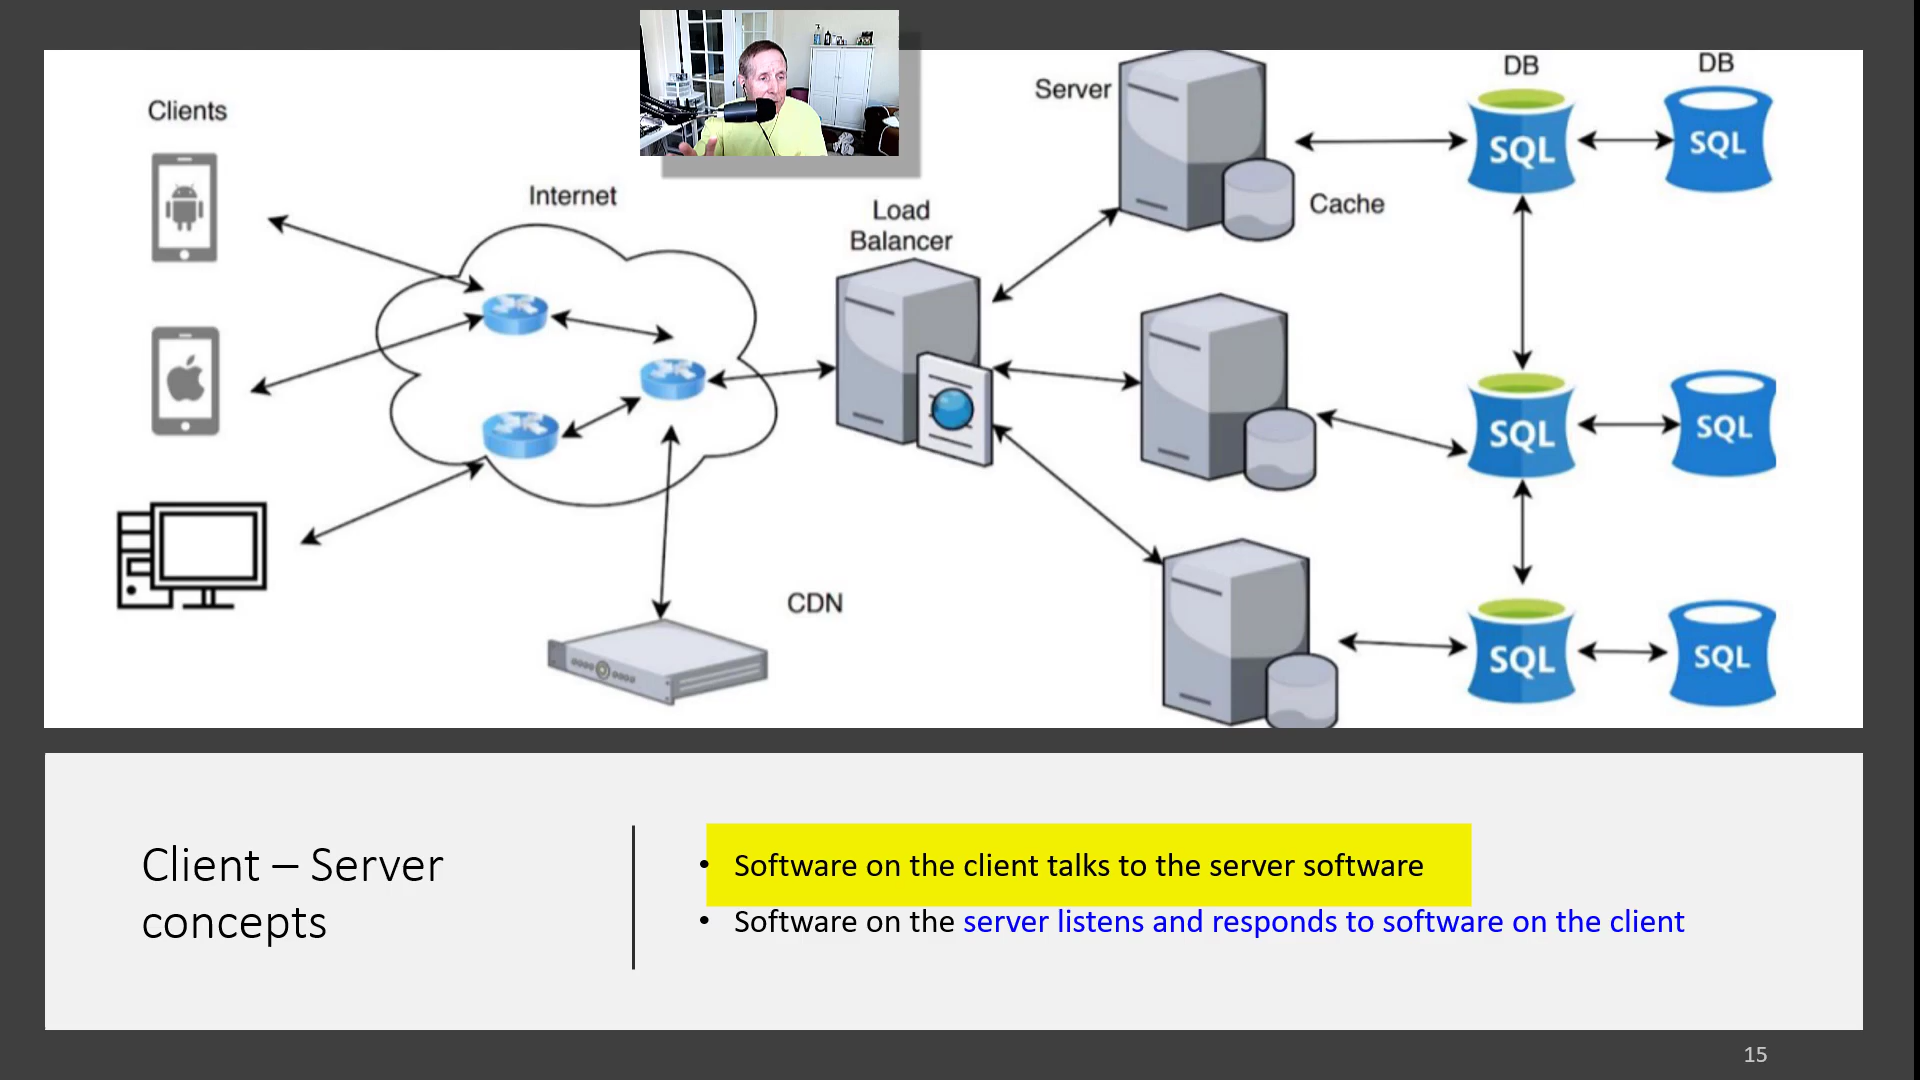 Clients
Internet
Load
Balancer
Server
Cache
DB
DB
SQL
SQL
SQL
SQL
SQL
SQL
CDN
Client – Server
concepts
• Software on the client talks to the server software
• Software on the server listens and responds to software on the client
15